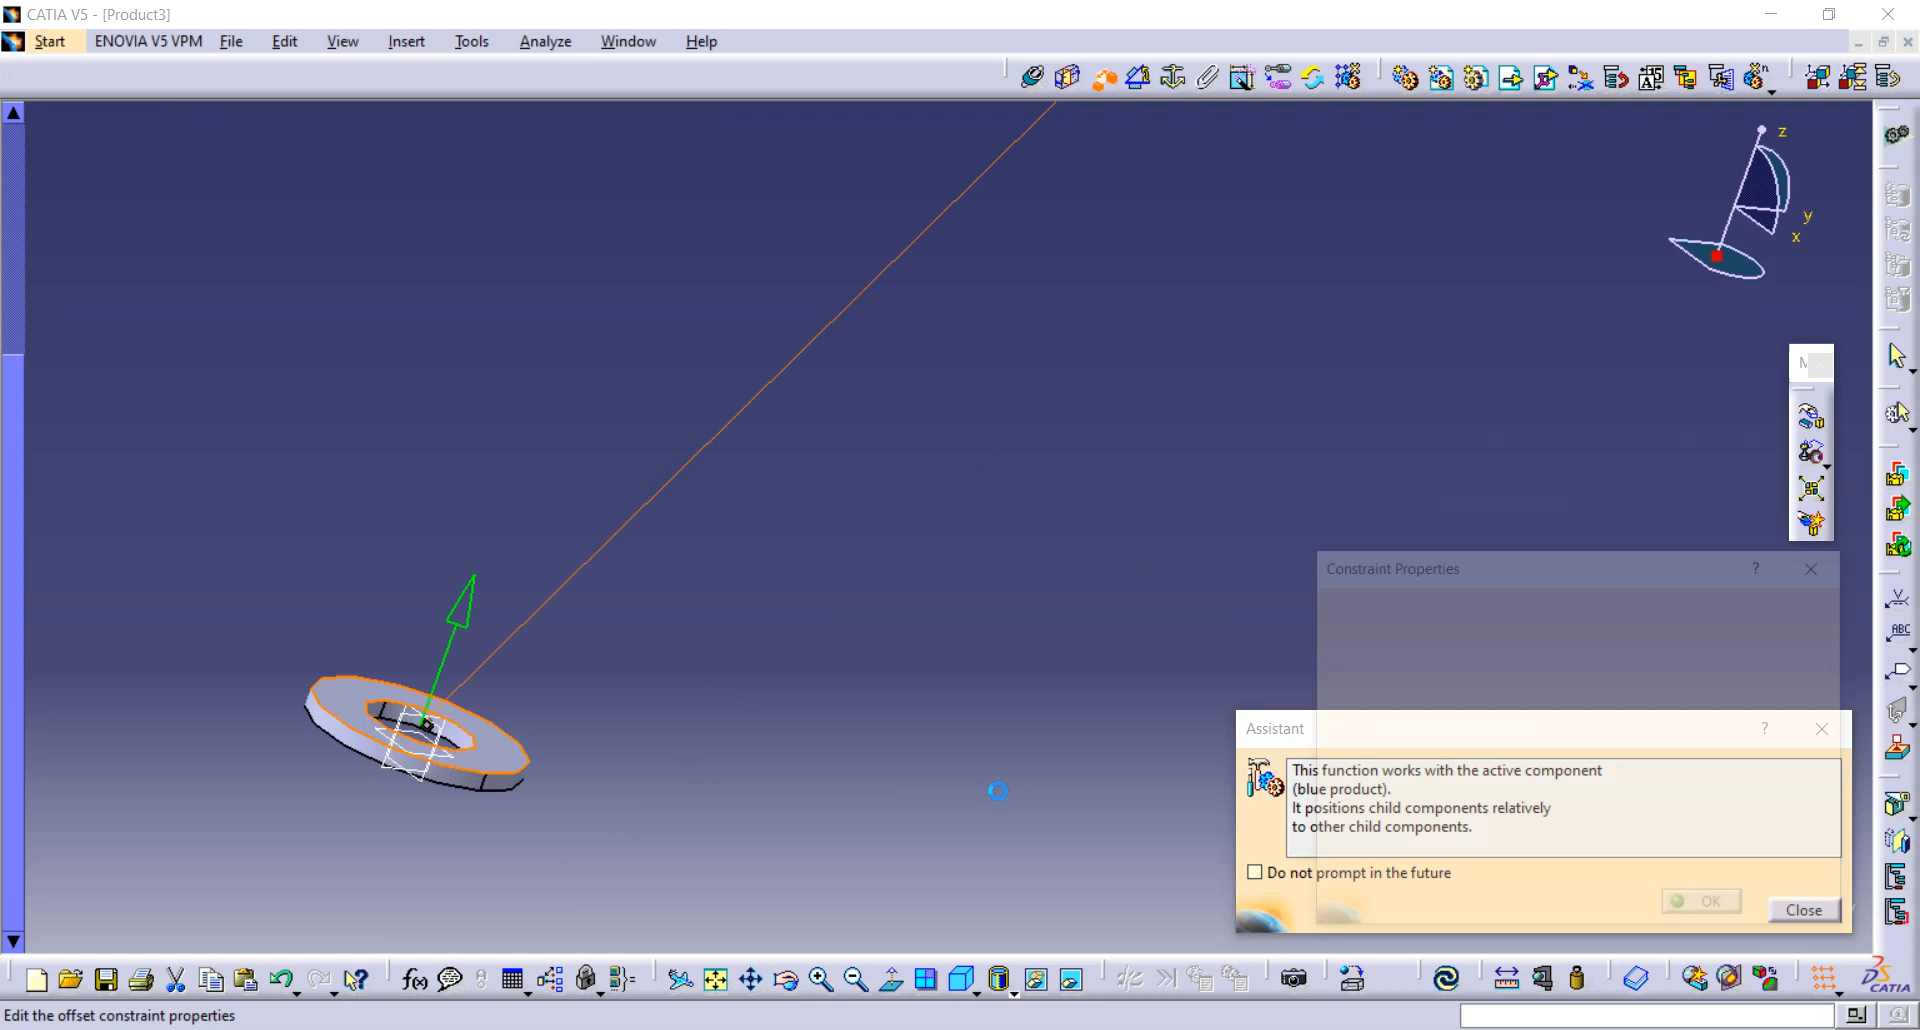 CATIA V5 - [Product3]
Start ENOVIA V5 VPM File Edit View Insert Tools Analyze Window Help
z
y
x
M
Constraint Properties ?
Assistant ?
This function works with the active component
(blue product).
It positions child components relatively
to other child components.
Do not prompt in the future
OK
Close
ABC
f(x)
CATIA
Edit the offset constraint properties